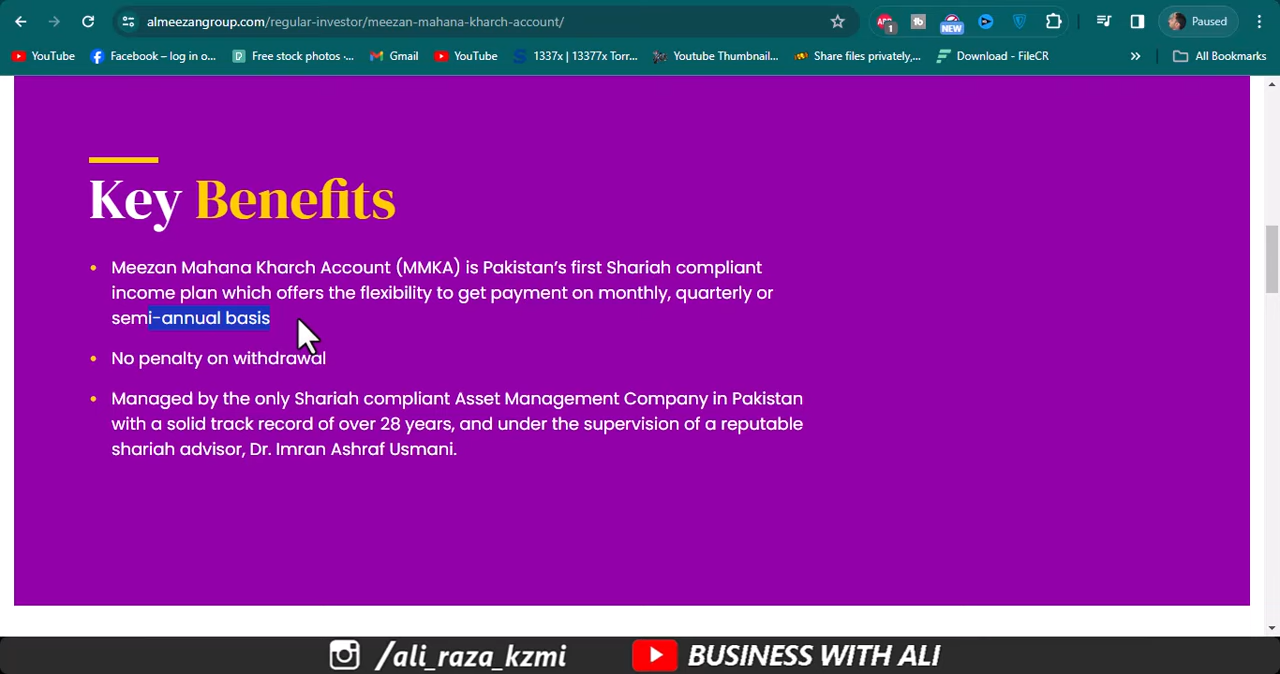 almeezangroup.com/regular-investor/meezan-mahana-kharch-account/
1
NEW
Paused
YouTube
Facebook – log in o...
Free stock photos -...
Gmail
YouTube
1337x | 13377x Torr...
Youtube Thumbnail...
Share files privately,...
Download - FileCR
»
All Bookmarks
Key Benefits
• Meezan Mahana Kharch Account (MMKA) is Pakistan's first Shariah compliant
income plan which offers the flexibility to get payment on monthly, quarterly or
semi-annual basis
• No penalty on withdrawal
• Managed by the only Shariah compliant Asset Management Company in Pakistan
with a solid track record of over 28 years, and under the supervision of a reputable
shariah advisor, Dr. Imran Ashraf Usmani.
/ali_raza_kzmi
BUSINESS WITH ALI